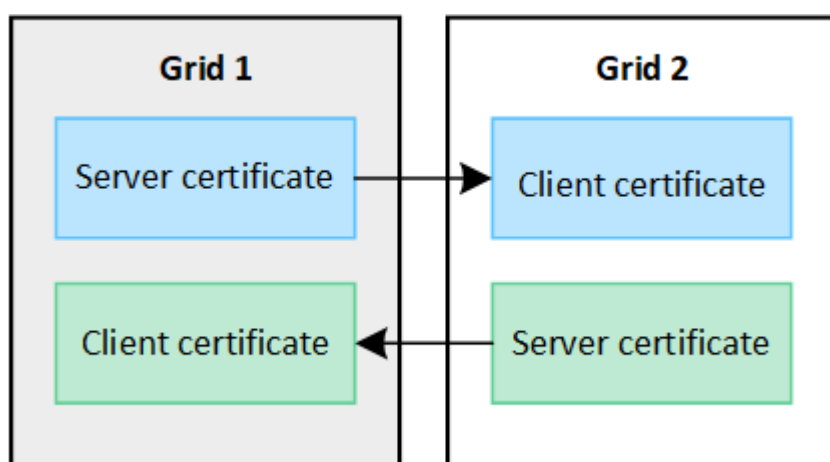 Grid 1
Server certificate
Client certificate
Grid 2
Client certificate
Server certificate